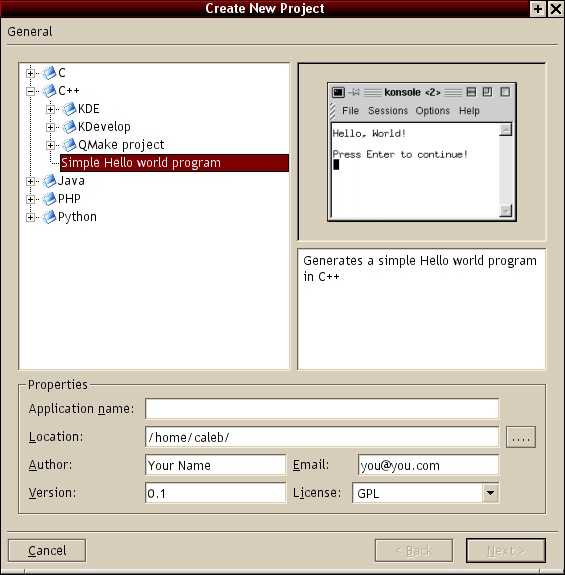 Create New Project
General
C
C++
KDE
KDevelop
QMake project
Simple Hello world program
Java
PHP
Python
konsole <2>
File Sessions Options Help
Hello, World!
Press Enter to continue!
Generates a simple Hello world program
in C++
Properties
Application name:
Location: /home/caleb/ ....
Author: Your Name Email: you@you.com
Version: 0.1 License: GPL
Cancel < Back Next >